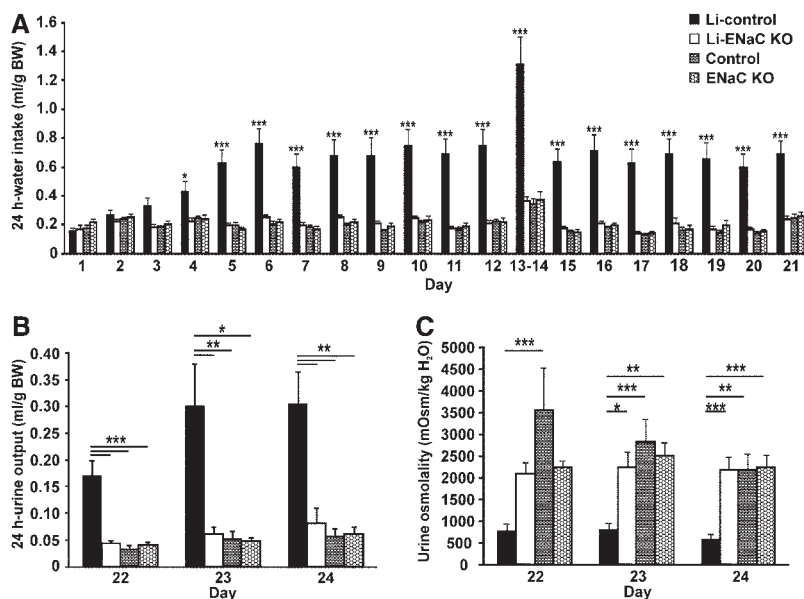 A
24 h-water intake (ml/g BW)
1.6
1.4
1.2
1.0
0.8
0.6
0.4
0.2
0
* *** *** *** *** *** *** *** *** *** *** *** *** *** *** *** ***
Li-control
Li-ENaC KO
Control
ENaC KO
1 2 3 4 5 6 7 8 9 10 11 12 13-14 15 16 17 18 19 20 21
Day
B
24 h-urine output (ml/g BW)
0.40
0.35
0.30
0.25
0.20
0.15
0.10
0.05
0
***
*
**
**
22 23 24
Day
C
Urine osmolality (mOsm/kg H₂O)
5000
4500
4000
3500
3000
2500
2000
1500
1000
500
0
***
**
***
*
***
**
***
22 23 24
Day